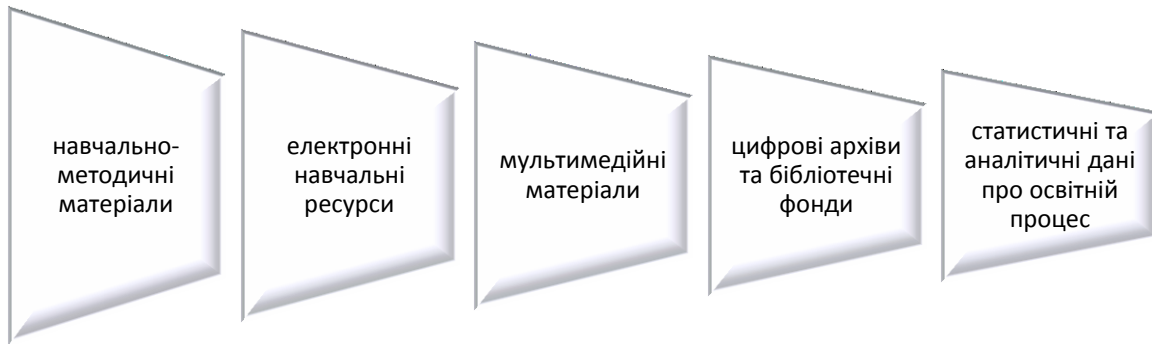 навчально-
методичні
матеріали
електронні
навчальні
ресурси
мультимедійні
матеріали
цифрові архіви
та бібліотечні
фонди
статистичні та
аналітичні дані
про освітній
процес